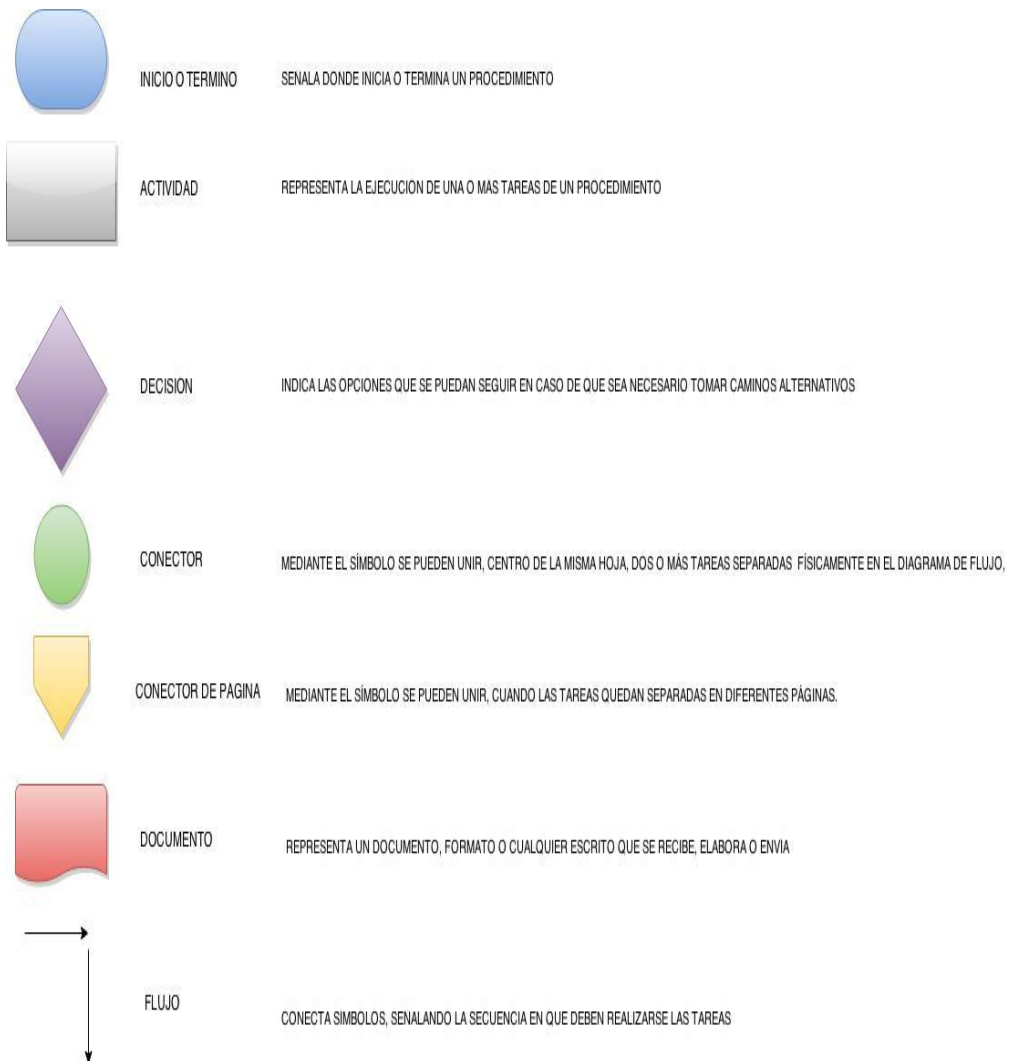 INICIO O TERMINO SENALA DONDE INICIA O TERMINA UN PROCEDIMIENTO
ACTIVIDAD REPRESENTA LA EJECUCION DE UNA O MAS TAREAS DE UN PROCEDIMIENTO
DECISION INDICA LAS OPCIONES QUE SE PUEDAN SEGUIR EN CASO DE QUE SEA NECESARIO TOMAR CAMINOS ALTERNATIVOS
CONECTOR MEDIANTE EL SÍMBOLO SE PUEDEN UNIR, CENTRO DE LA MISMA HOJA, DOS O MÁS TAREAS SEPARADAS FÍSICAMENTE EN EL DIAGRAMA DE FLUJO,
CONECTOR DE PAGINA MEDIANTE EL SÍMBOLO SE PUEDEN UNIR, CUANDO LAS TAREAS QUEDAN SEPARADAS EN DIFERENTES PÁGINAS.
DOCUMENTO REPRESENTA UN DOCUMENTO, FORMATO O CUALQUIER ESCRITO QUE SE RECIBE, ELABORA O ENVIA
FLUJO CONECTA SIMBOLOS, SENALANDO LA SECUENCIA EN QUE DEBEN REALIZARSE LAS TAREAS